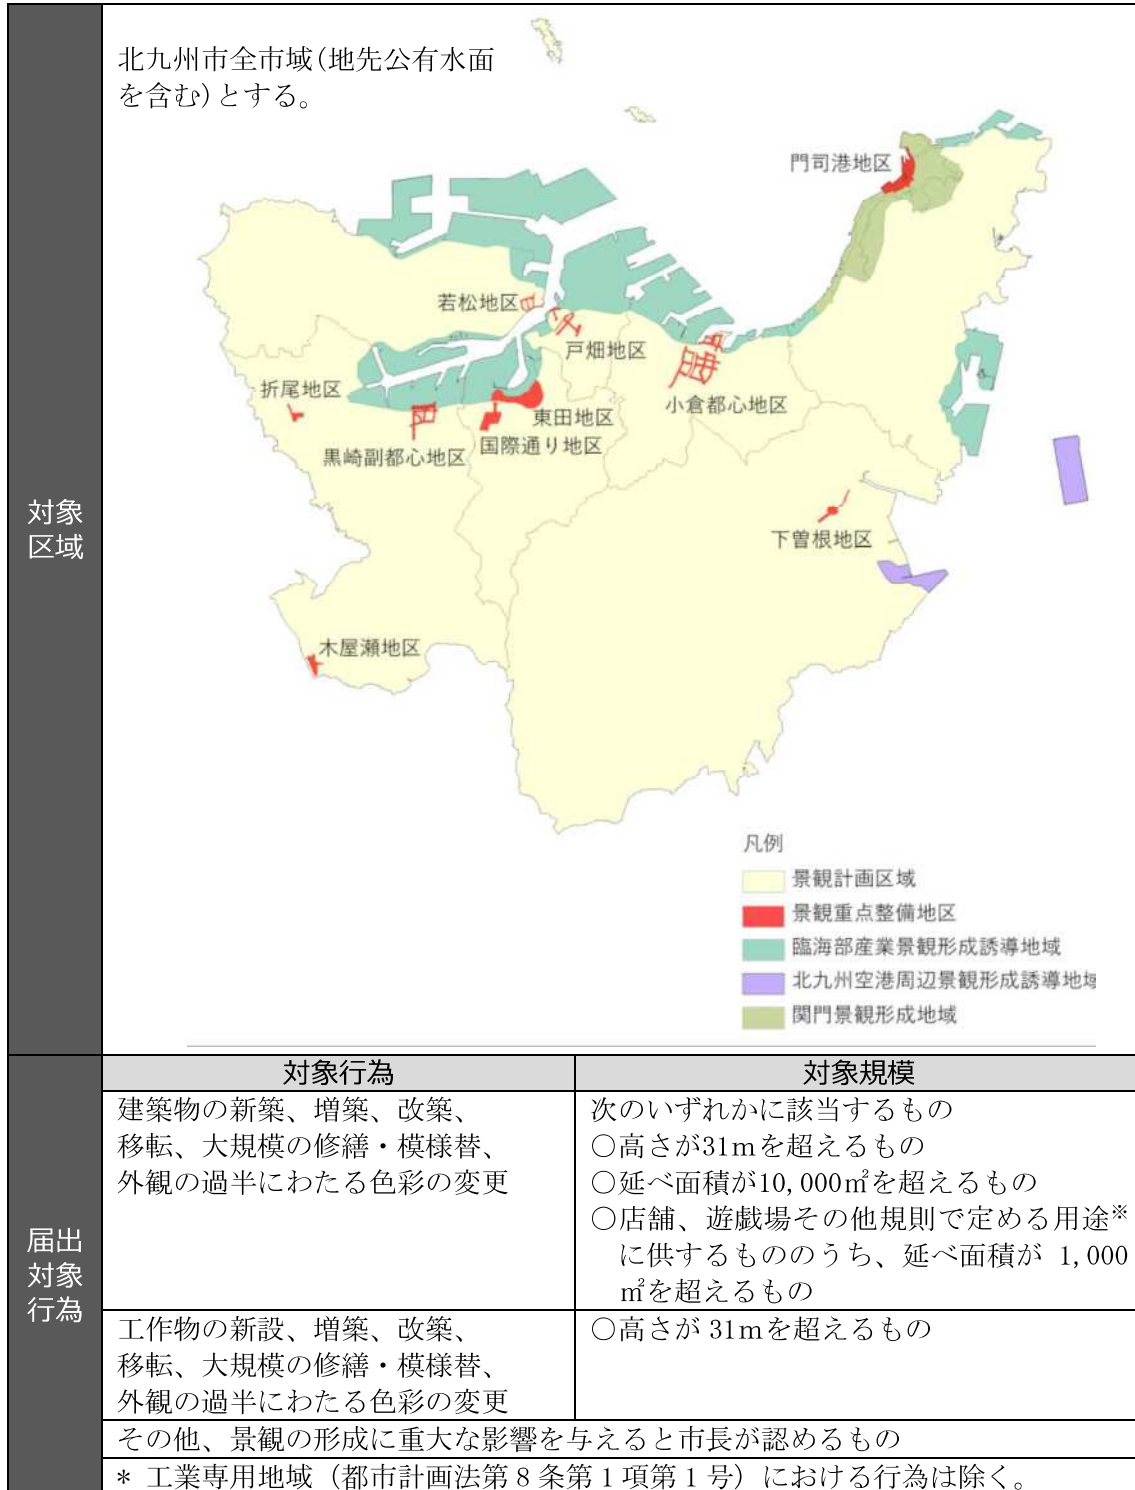 対象
区域
北九州市全市域(地先公有水面
を含む)とする。
門司港地区
若松地区
戸畑地区
折尾地区
小倉都心地区
東田地区
国際通り地区
黒崎副都心地区
下曽根地区
木屋瀬地区
凡例
景観計画区域
景観重点整備地区
臨海部産業景観形成誘導地域
北九州空港周辺景観形成誘導地域
関門景観形成地域
届出
対象
行為
対象行為
対象規模
建築物の新築、増築、改築、
移転、大規模の修繕・模様替、
外観の過半にわたる色彩の変更
次のいずれかに該当するもの
○高さが31mを超えるもの
○延べ面積が10,000㎡を超えるもの
○店舗、遊戯場その他規則で定める用途※
に供するもののうち、延べ面積が 1,000
㎡を超えるもの
工作物の新設、増築、改築、
移転、大規模の修繕・模様替、
外観の過半にわたる色彩の変更
○高さが 31mを超えるもの
その他、景観の形成に重大な影響を与えると市長が認めるもの
* 工業専用地域（都市計画法第8条第1項第1号）における行為は除く。